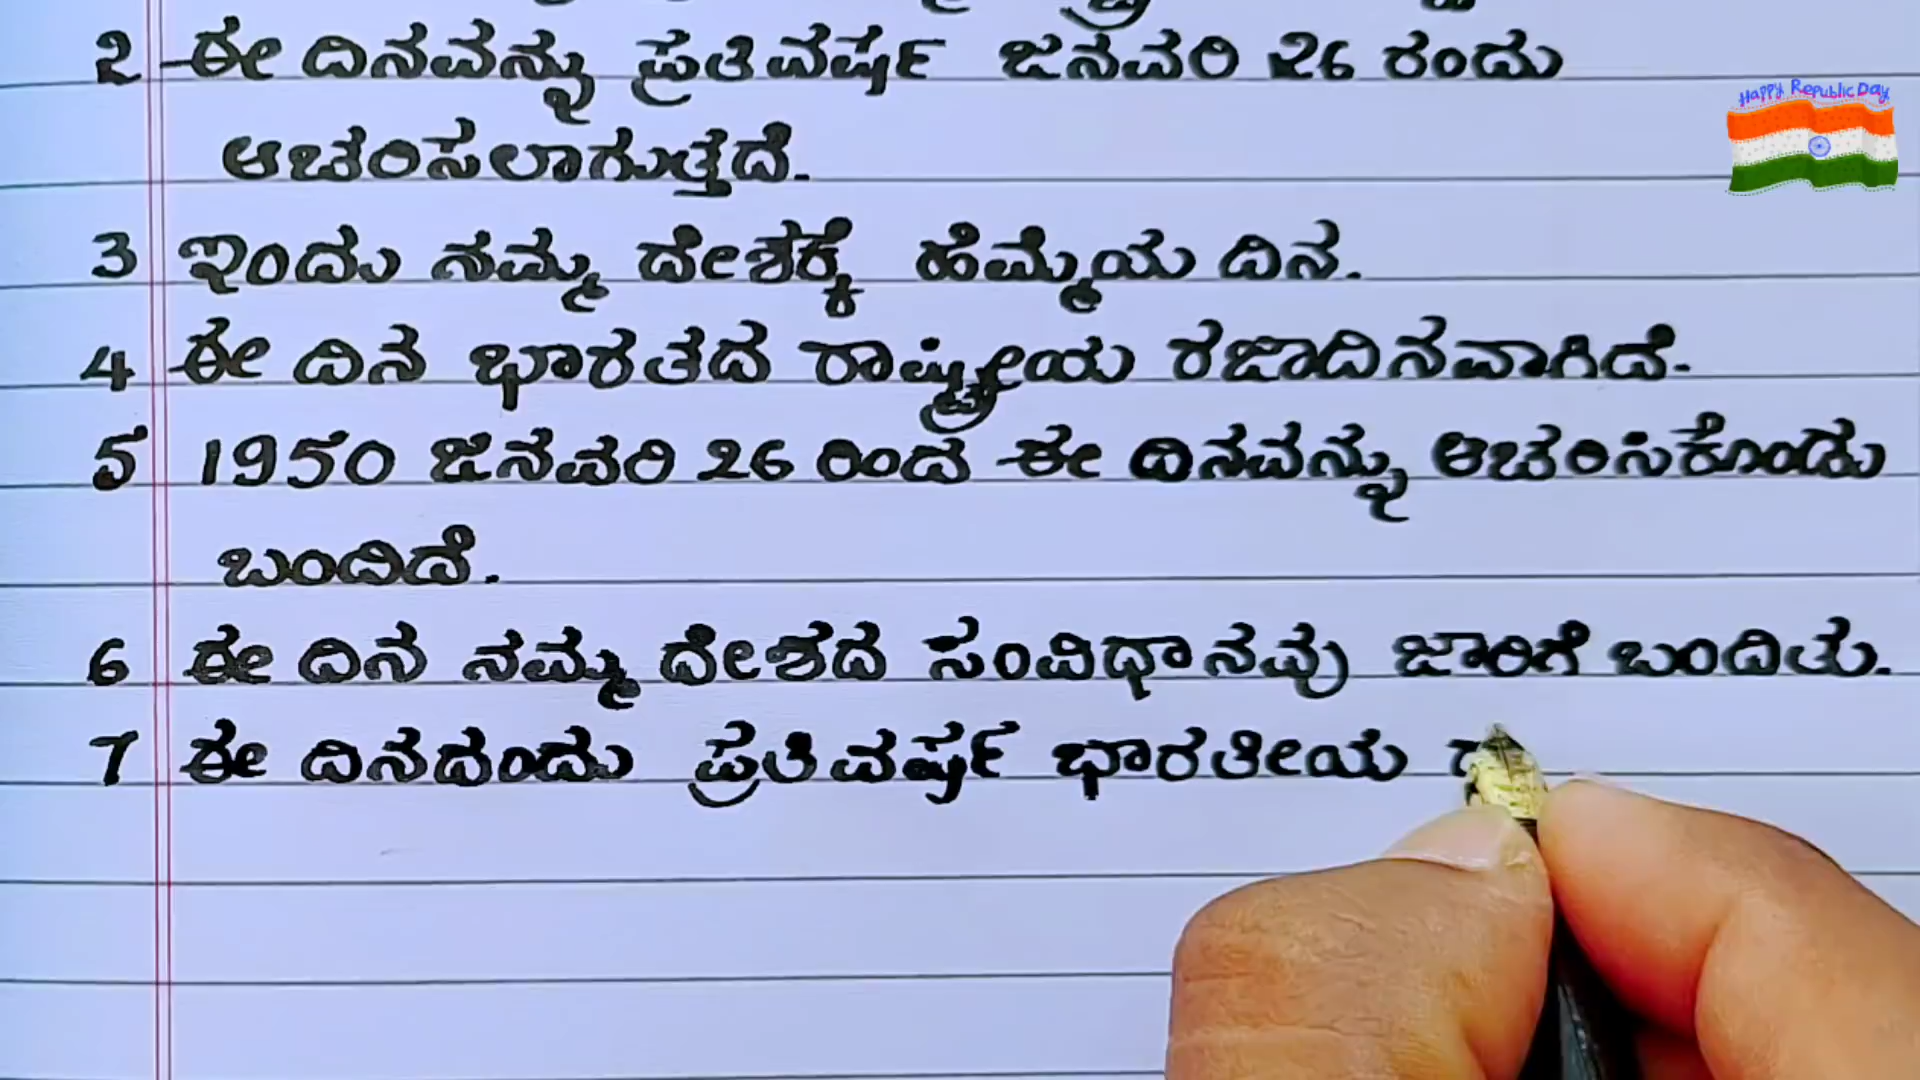 2 ಈ ದಿನವನ್ನು ಪ್ರತಿವರ್ಷ ಜನವರಿ 26 ರಂದು
ಆಚರಿಸಲಾಗುತ್ತದೆ.
Happy Republic Day
3 ಇಂದು ನಮ್ಮ ದೇಶಕ್ಕೆ ಹೆಮ್ಮೆಯ ದಿನ.
4 ಈ ದಿನ ಭಾರತದ ರಾಷ್ಟ್ರೀಯ ರಜಾದಿನವಾಗಿದೆ.
5 1950 ಜನವರಿ 26 ರಿಂದ ಈ ದಿನವನ್ನು ಆಚರಿಸಿಕೊಂಡು
ಬಂದಿದೆ.
6 ಈ ದಿನ ನಮ್ಮ ದೇಶದ ಸಂವಿಧಾನವು ಜಾರಿಗೆ ಬಂದಿತು.
7 ಈ ದಿನದಂದು ಪ್ರತಿವರ್ಷ ಭಾರತೀಯ